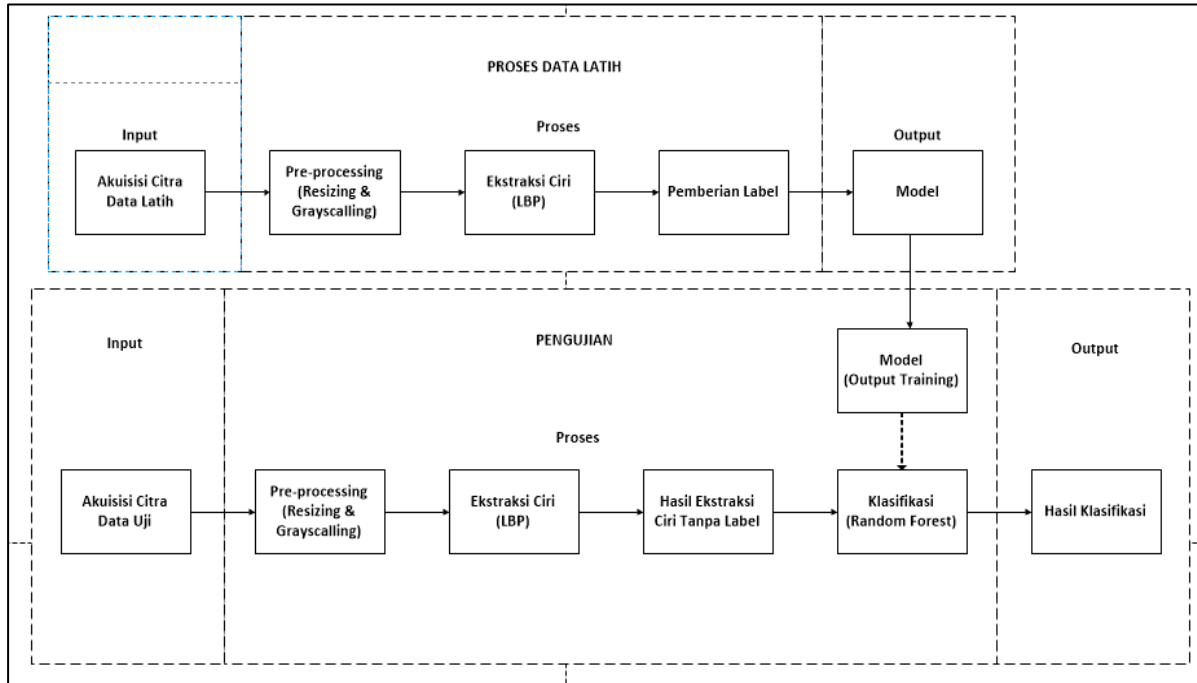 PROSES DATA LATIH
Input
Proses
Output
Akuisisi Citra
Data Latih
Pre-processing
(Resizing &
Grayscalling)
Ekstraksi Ciri
(LBP)
Pemberian Label
Model
Input
PENGUJIAN
Output
Model
(Output Training)
Proses
Akuisisi Citra
Data Uji
Pre-processing
(Resizing &
Grayscalling)
Ekstraksi Ciri
(LBP)
Hasil Ekstraksi
Ciri Tanpa Label
Klasifikasi
(Random Forest)
Hasil Klasifikasi